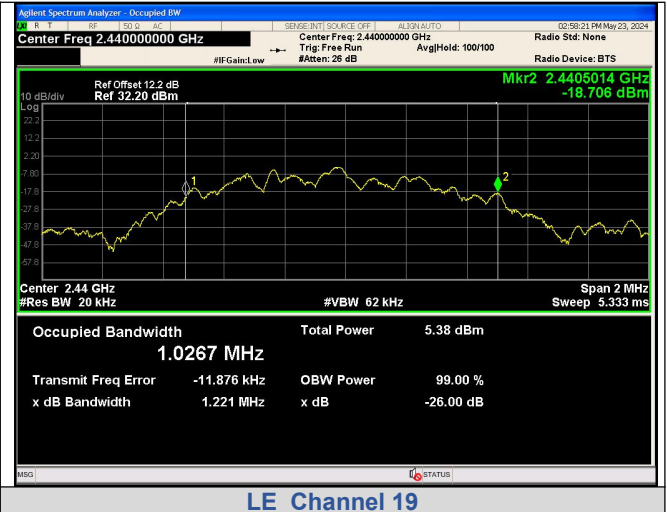 Agilent Spectrum Analyzer - Occupied BW
R T RF 50 Ω AC SENSE:INT SOURCE OFF ALIGN AUTO 02:58:21 PM May 23, 2024
Center Freq 2.440000000 GHz Center Freq: 2.440000000 GHz Radio Std: None
Trig: Free Run Avg|Hold: 100/100
#IFGain:Low #Atten: 26 dB Radio Device: BTS
Ref Offset 12.2 dB Mkr2 2.4405014 GHz
10 dB/div Ref 32.20 dBm -18.706 dBm
Log
22.2
12.2
2.20
-7.80
1 2
-17.8
-27.8
-37.8
-47.8
-57.8
Center 2.44 GHz Span 2 MHz
#Res BW 20 kHz #VBW 62 kHz Sweep 5.333 ms
Occupied Bandwidth Total Power 5.38 dBm
1.0267 MHz
Transmit Freq Error -11.876 kHz OBW Power 99.00 %
x dB Bandwidth 1.221 MHz x dB -26.00 dB
MSG STATUS
LE Channel 19